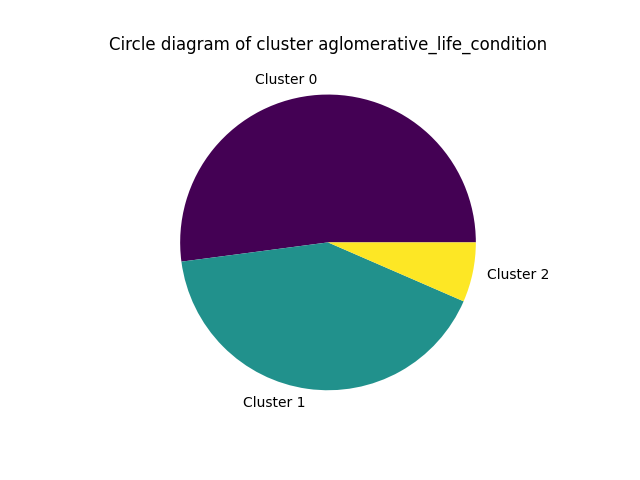 Circle diagram of cluster aglomerative_life_condition
Cluster 0
Cluster 2
Cluster 1